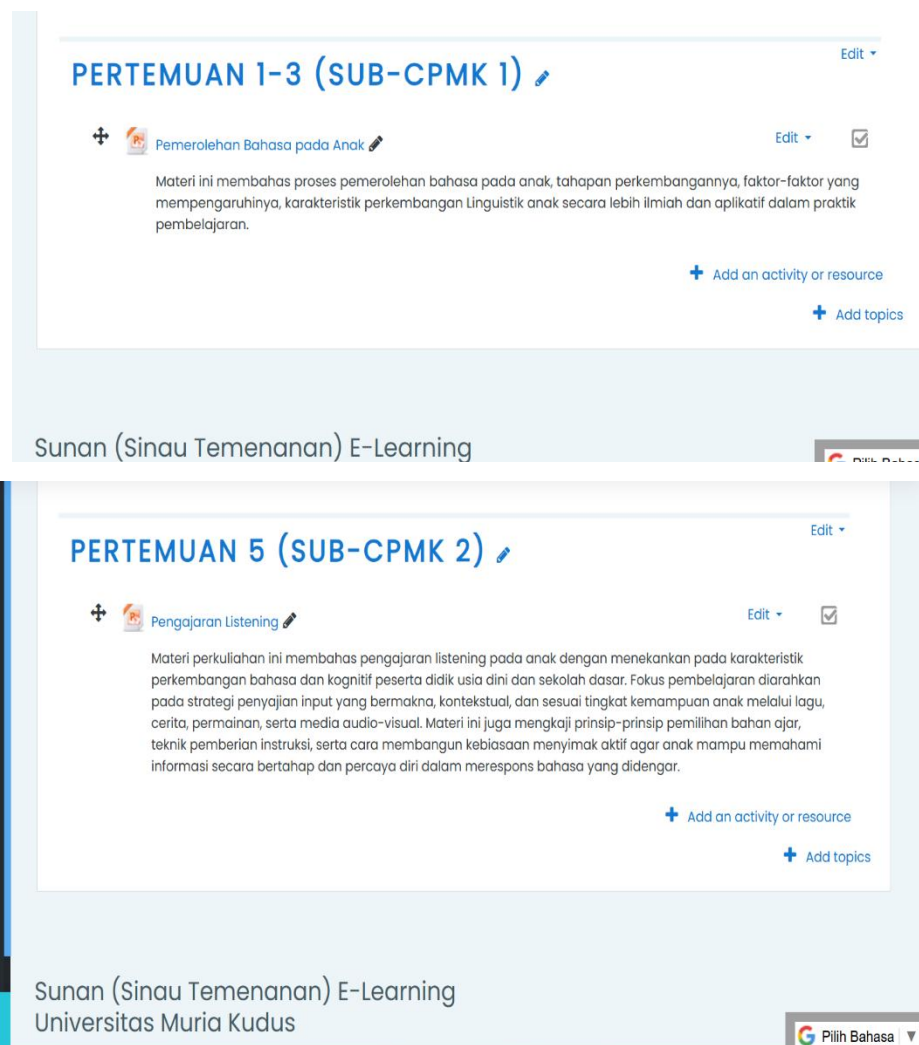 Edit
PERTEMUAN 1-3 (SUB-CPMK 1)
Pemerolehan Bahasa pada Anak
Edit
Materi ini membahas proses pemerolehan bahasa pada anak, tahapan perkembangannya, faktor-faktor yang
mempengaruhinya, karakteristik perkembangan Linguistik anak secara lebih ilmiah dan aplikatif dalam praktik
pembelajaran.
Add an activity or resource
Add topics
Sunan (Sinau Temenanan) E-Learning
Edit
PERTEMUAN 5 (SUB-CPMK 2)
Pengajaran Listening
Edit
Materi perkuliahan ini membahas pengajaran listening pada anak dengan menekankan pada karakteristik
perkembangan bahasa dan kognitif peserta didik usia dini dan sekolah dasar. Fokus pembelajaran diarahkan
pada strategi penyajian input yang bermakna, kontekstual, dan sesuai tingkat kemampuan anak melalui lagu,
cerita, permainan, serta media audio-visual. Materi ini juga mengkaji prinsip-prinsip pemilihan bahan ajar,
teknik pemberian instruksi, serta cara membangun kebiasaan menyimak aktif agar anak mampu memahami
informasi secara bertahap dan percaya diri dalam merespons bahasa yang didengar.
Add an activity or resource
Add topics
Sunan (Sinau Temenanan) E-Learning
Universitas Muria Kudus
Pilih Bahasa